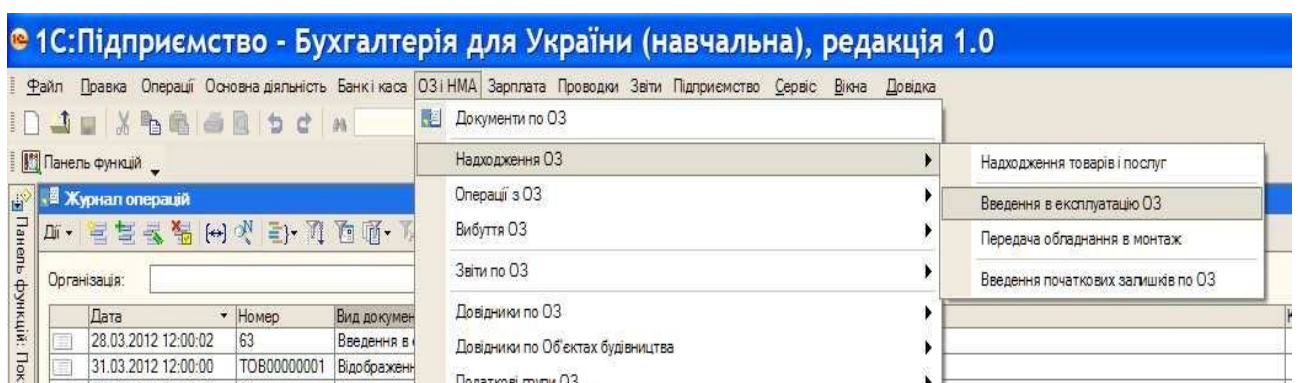 1С:Підприємство - Бухгалтерія для України (навчальна), редакція 1.0
Файл Правка Операції Основна діяльність Банк і каса ОЗ і НМА Зарплата Проводки Звіти Підприємство Сервіс Вікна Довідка
Документи по ОЗ
Панель функцій
Надходження ОЗ
Надходження товарів і послуг
Журнал операцій
Операції з ОЗ
Введення в експлуатацію ОЗ
Дії
Вибуття ОЗ
Передача обладнання в монтаж
Організація:
Звіти по ОЗ
Введення початкових залишків по ОЗ
Дата Номер Вид докумен
Довідники по ОЗ
28.03.2012 12:00:02 63 Введення в
Довідники по Об'єктах будівництва
31.03.2012 12:00:00 ТОВ00000001 Відображен
Податкові групи ОЗ
Панель функцій: Пок